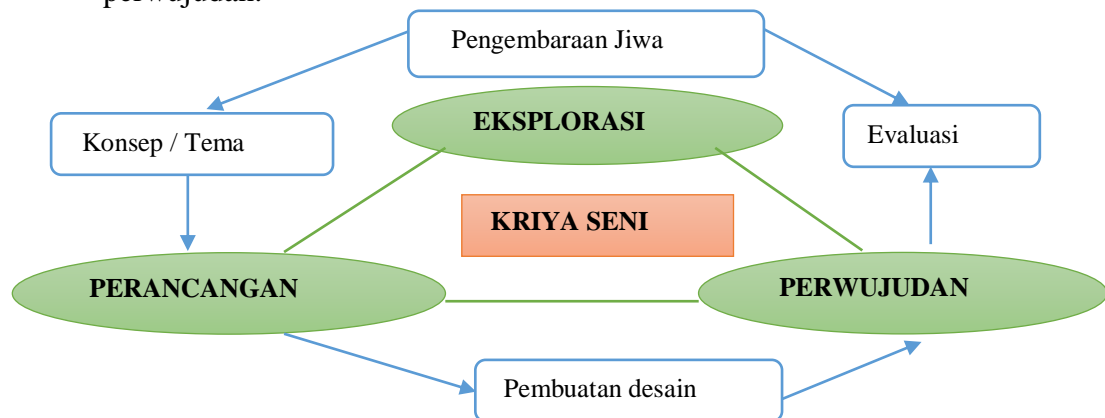 perwujudan.
Pengembaraan Jiwa
EKSPLORASI
Konsep / Tema
Evaluasi
KRIYA SENI
PERANCANGAN
PERWUJUDAN
Pembuatan desain